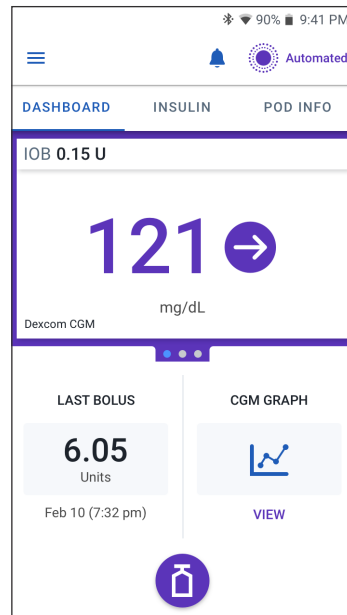 90% 9:41 PM
Automated
DASHBOARD INSULIN POD INFO
IOB 0.15 U
121
mg/dL
Dexcom CGM
LAST BOLUS
6.05
Units
Feb 10 (7:32 pm)
CGM GRAPH
VIEW